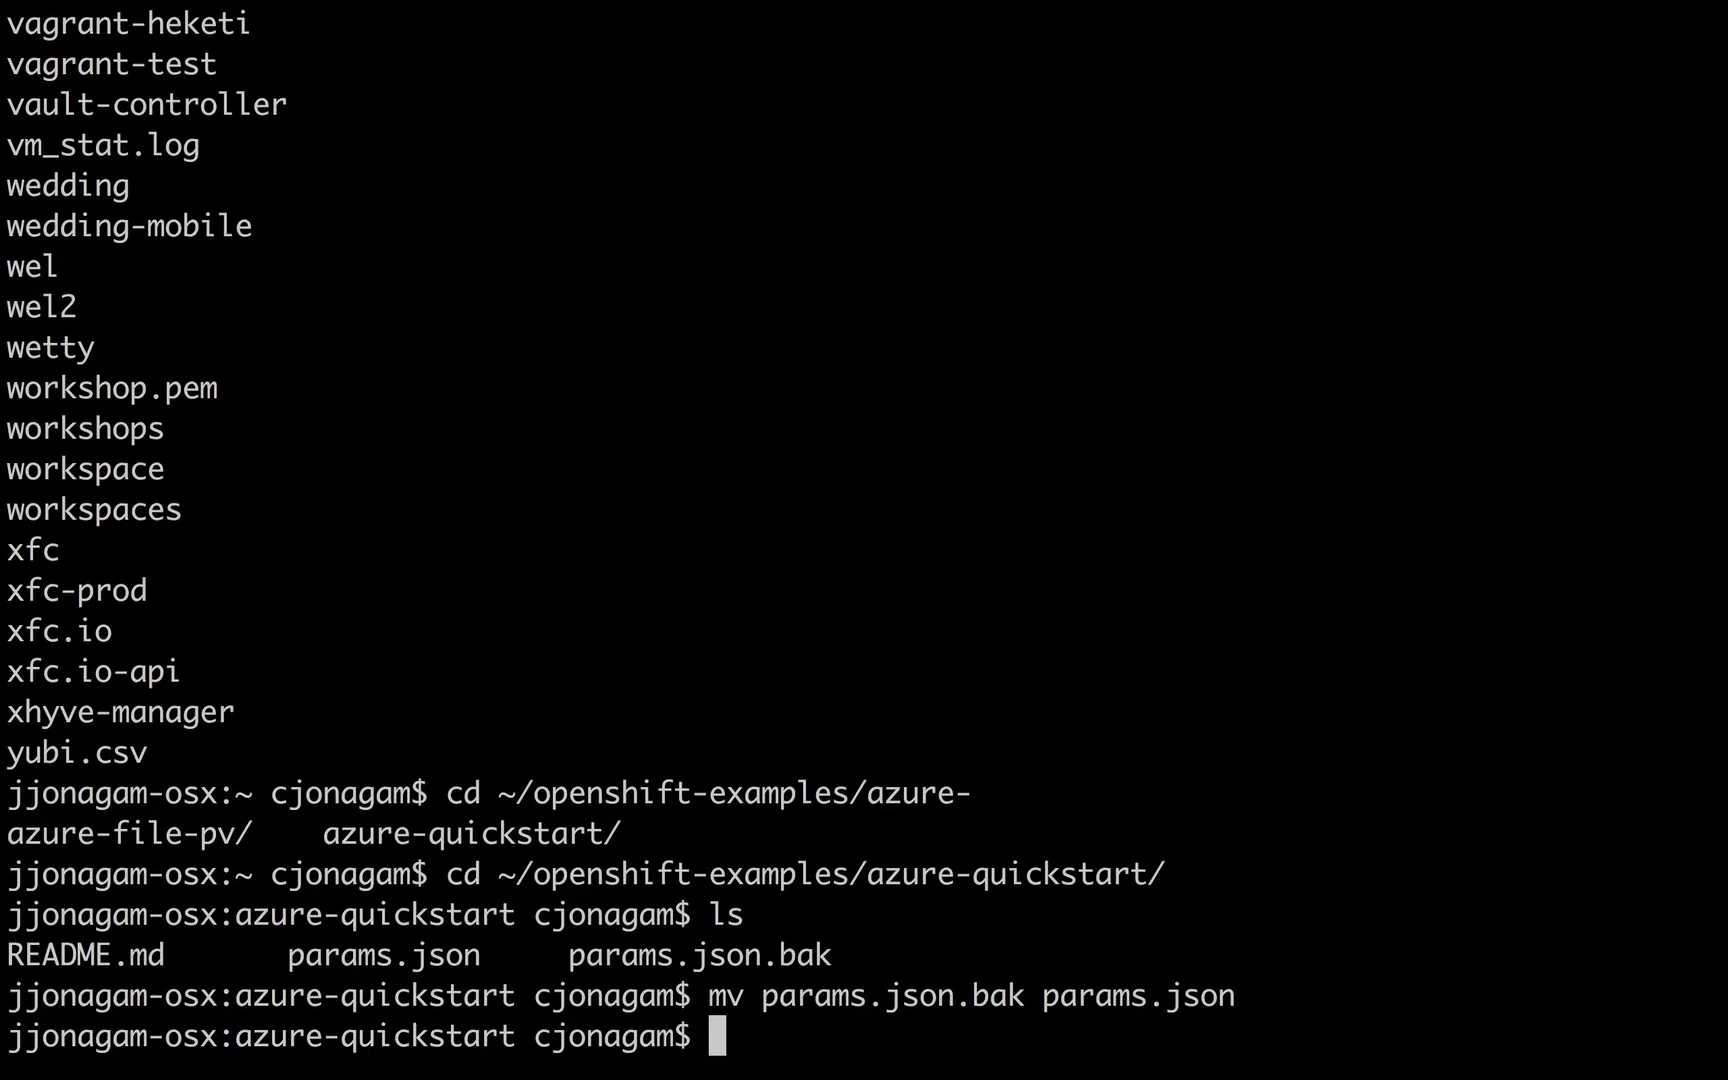 vagrant-heketi
vagrant-test
vault-controller
vm_stat.log
wedding
wedding-mobile
wel
wel2
wetty
workshop.pem
workshops
workspace
workspaces
xfc
xfc-prod
xfc.io
xfc.io-api
xhyve-manager
yubi.csv
jjonagam-osx:~ cjonagam$ cd ~/openshift-examples/azure-
azure-file-pv/    azure-quickstart/
jjonagam-osx:~ cjonagam$ cd ~/openshift-examples/azure-quickstart/
jjonagam-osx:azure-quickstart cjonagam$ ls
README.md       params.json     params.json.bak
jjonagam-osx:azure-quickstart cjonagam$ mv params.json.bak params.json
jjonagam-osx:azure-quickstart cjonagam$